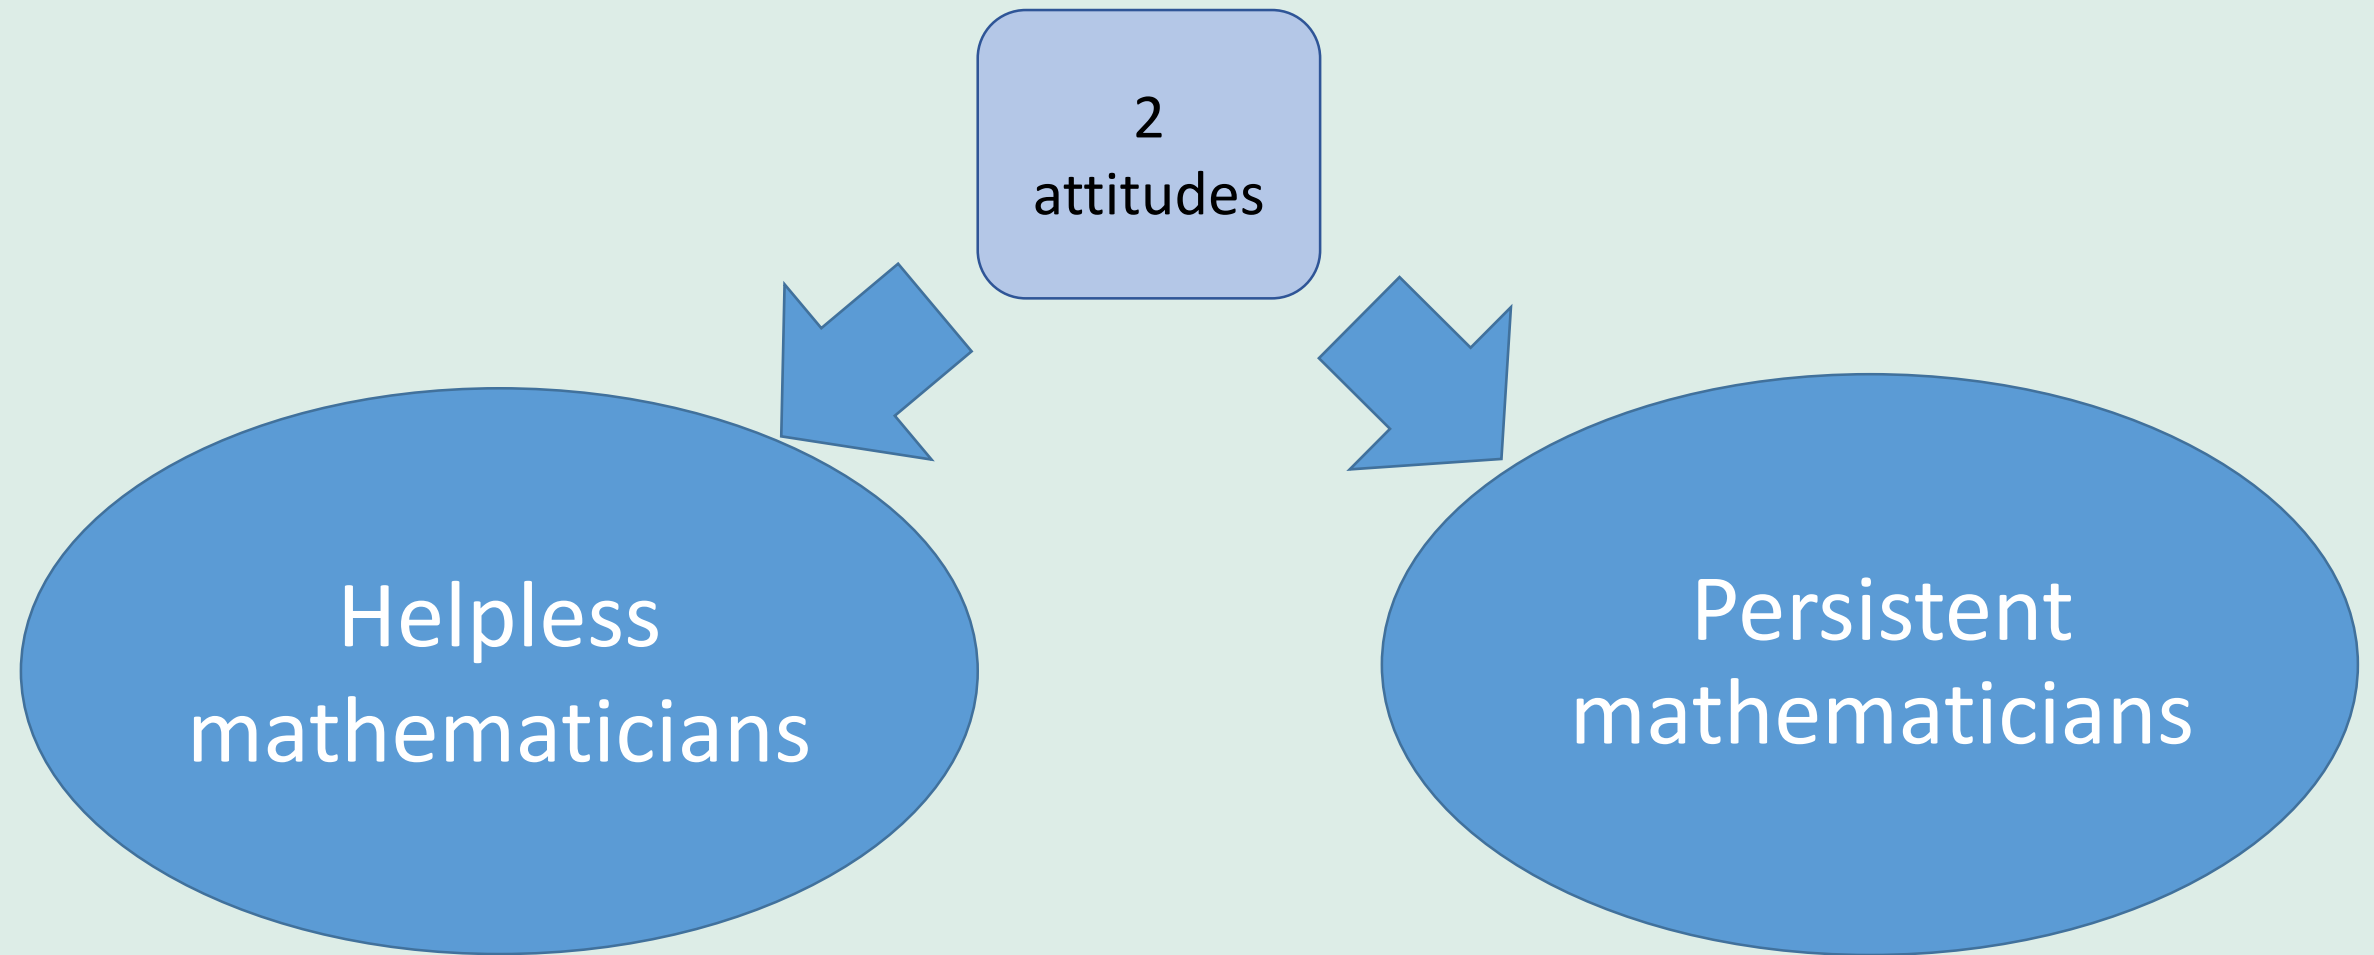 2
attitudes
Helpless
mathematicians
Persistent
mathematicians